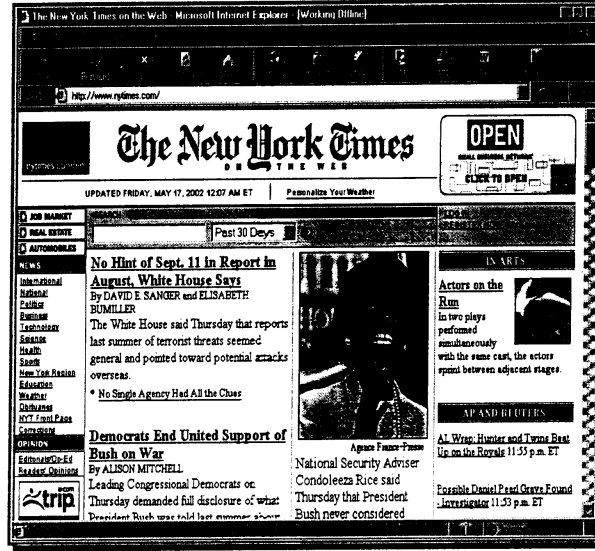 The New York Times on the Web - Microsoft Internet Explorer - [Working Offline]
http://www.nytimes.com/
The New York Times
ON THE WEB
OPEN
SMALL BUSINESS NETWORK
CLICK TO OPEN
UPDATED FRIDAY, MAY 17, 2002 12:07 AM ET
Personalize Your Weather
JOB MARKET
REAL ESTATE
AUTOMOBILES
SEARCH
Past 30 Days
NEWS
International
National
Politics
Business
Technology
Science
Health
Sports
New York Region
Education
Weather
Obituaries
NYT Front Page
Corrections
OPINION
Editorials/Op-Ed
Readers' Opinions
trip
No Hint of Sept. 11 in Report in
August, White House Says
By DAVID E. SANGER and ELISABETH
BUMILLER
The White House said Thursday that reports
last summer of terrorist threats seemed
general and pointed toward potential attacks
overseas.
* No Single Agency Had All the Clues
Democrats End United Support of
Bush on War
By ALISON MITCHELL
Leading Congressional Democrats on
Thursday demanded full disclosure of what
President Bush was told last summer about
Agence France-Presse
National Security Adviser
Condoleeza Rice said
Thursday that President
Bush never considered
IN ARTS
Actors on the
Run
In two plays
performed
simultaneously
with the same cast, the actors
sprint between adjacent stages.
AP AND REUTERS
AL Wrap: Hunter and Twins Beat
Up on the Royals 11:55 p.m. ET
Possible Daniel Pearl Grave Found
- Investigator 11:53 p.m. ET